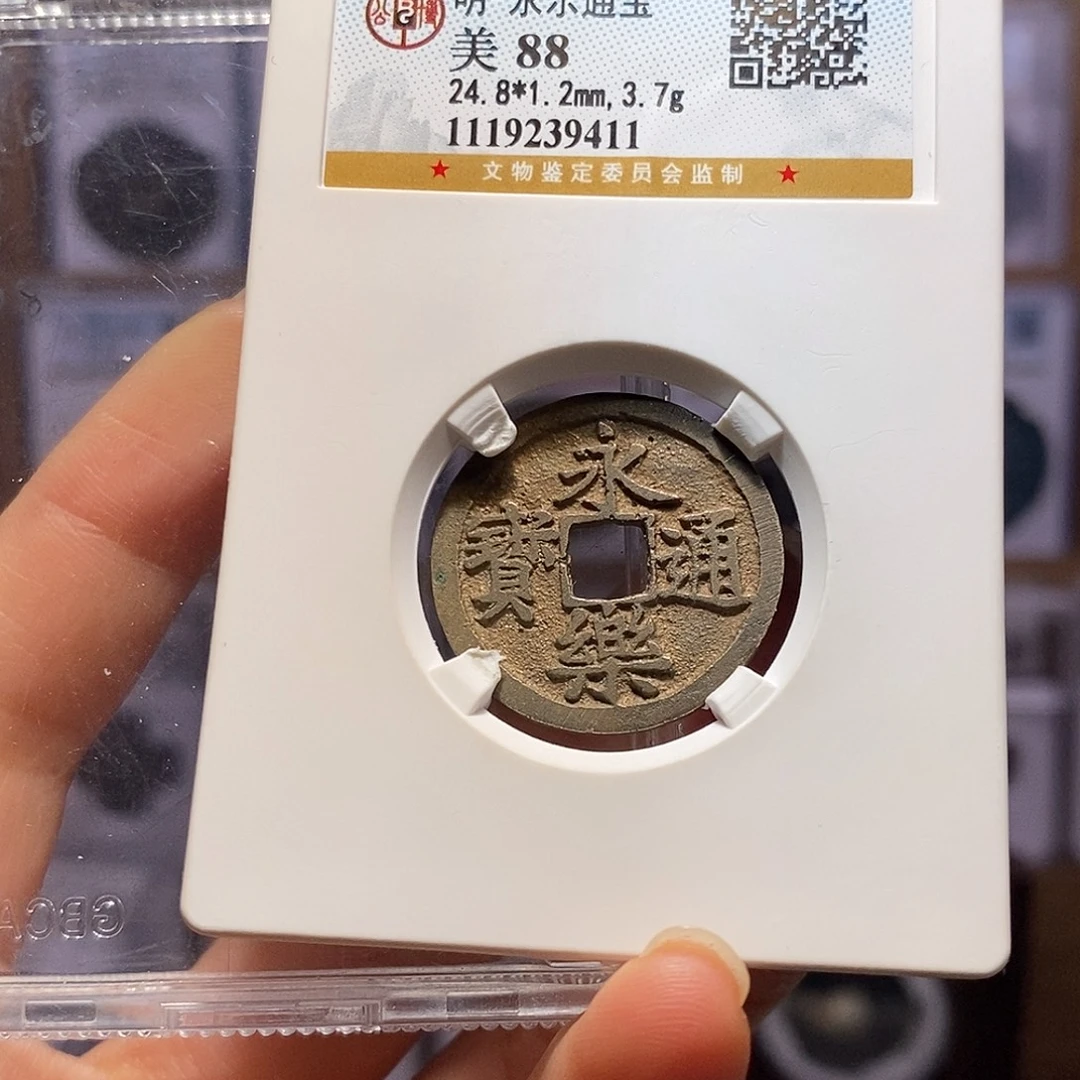 明 永乐通宝
美 88
24.8*1.2mm,3.7g
1119239411
★ 文物鉴定委员会监制 ★
永
寶 通
樂
GBCA